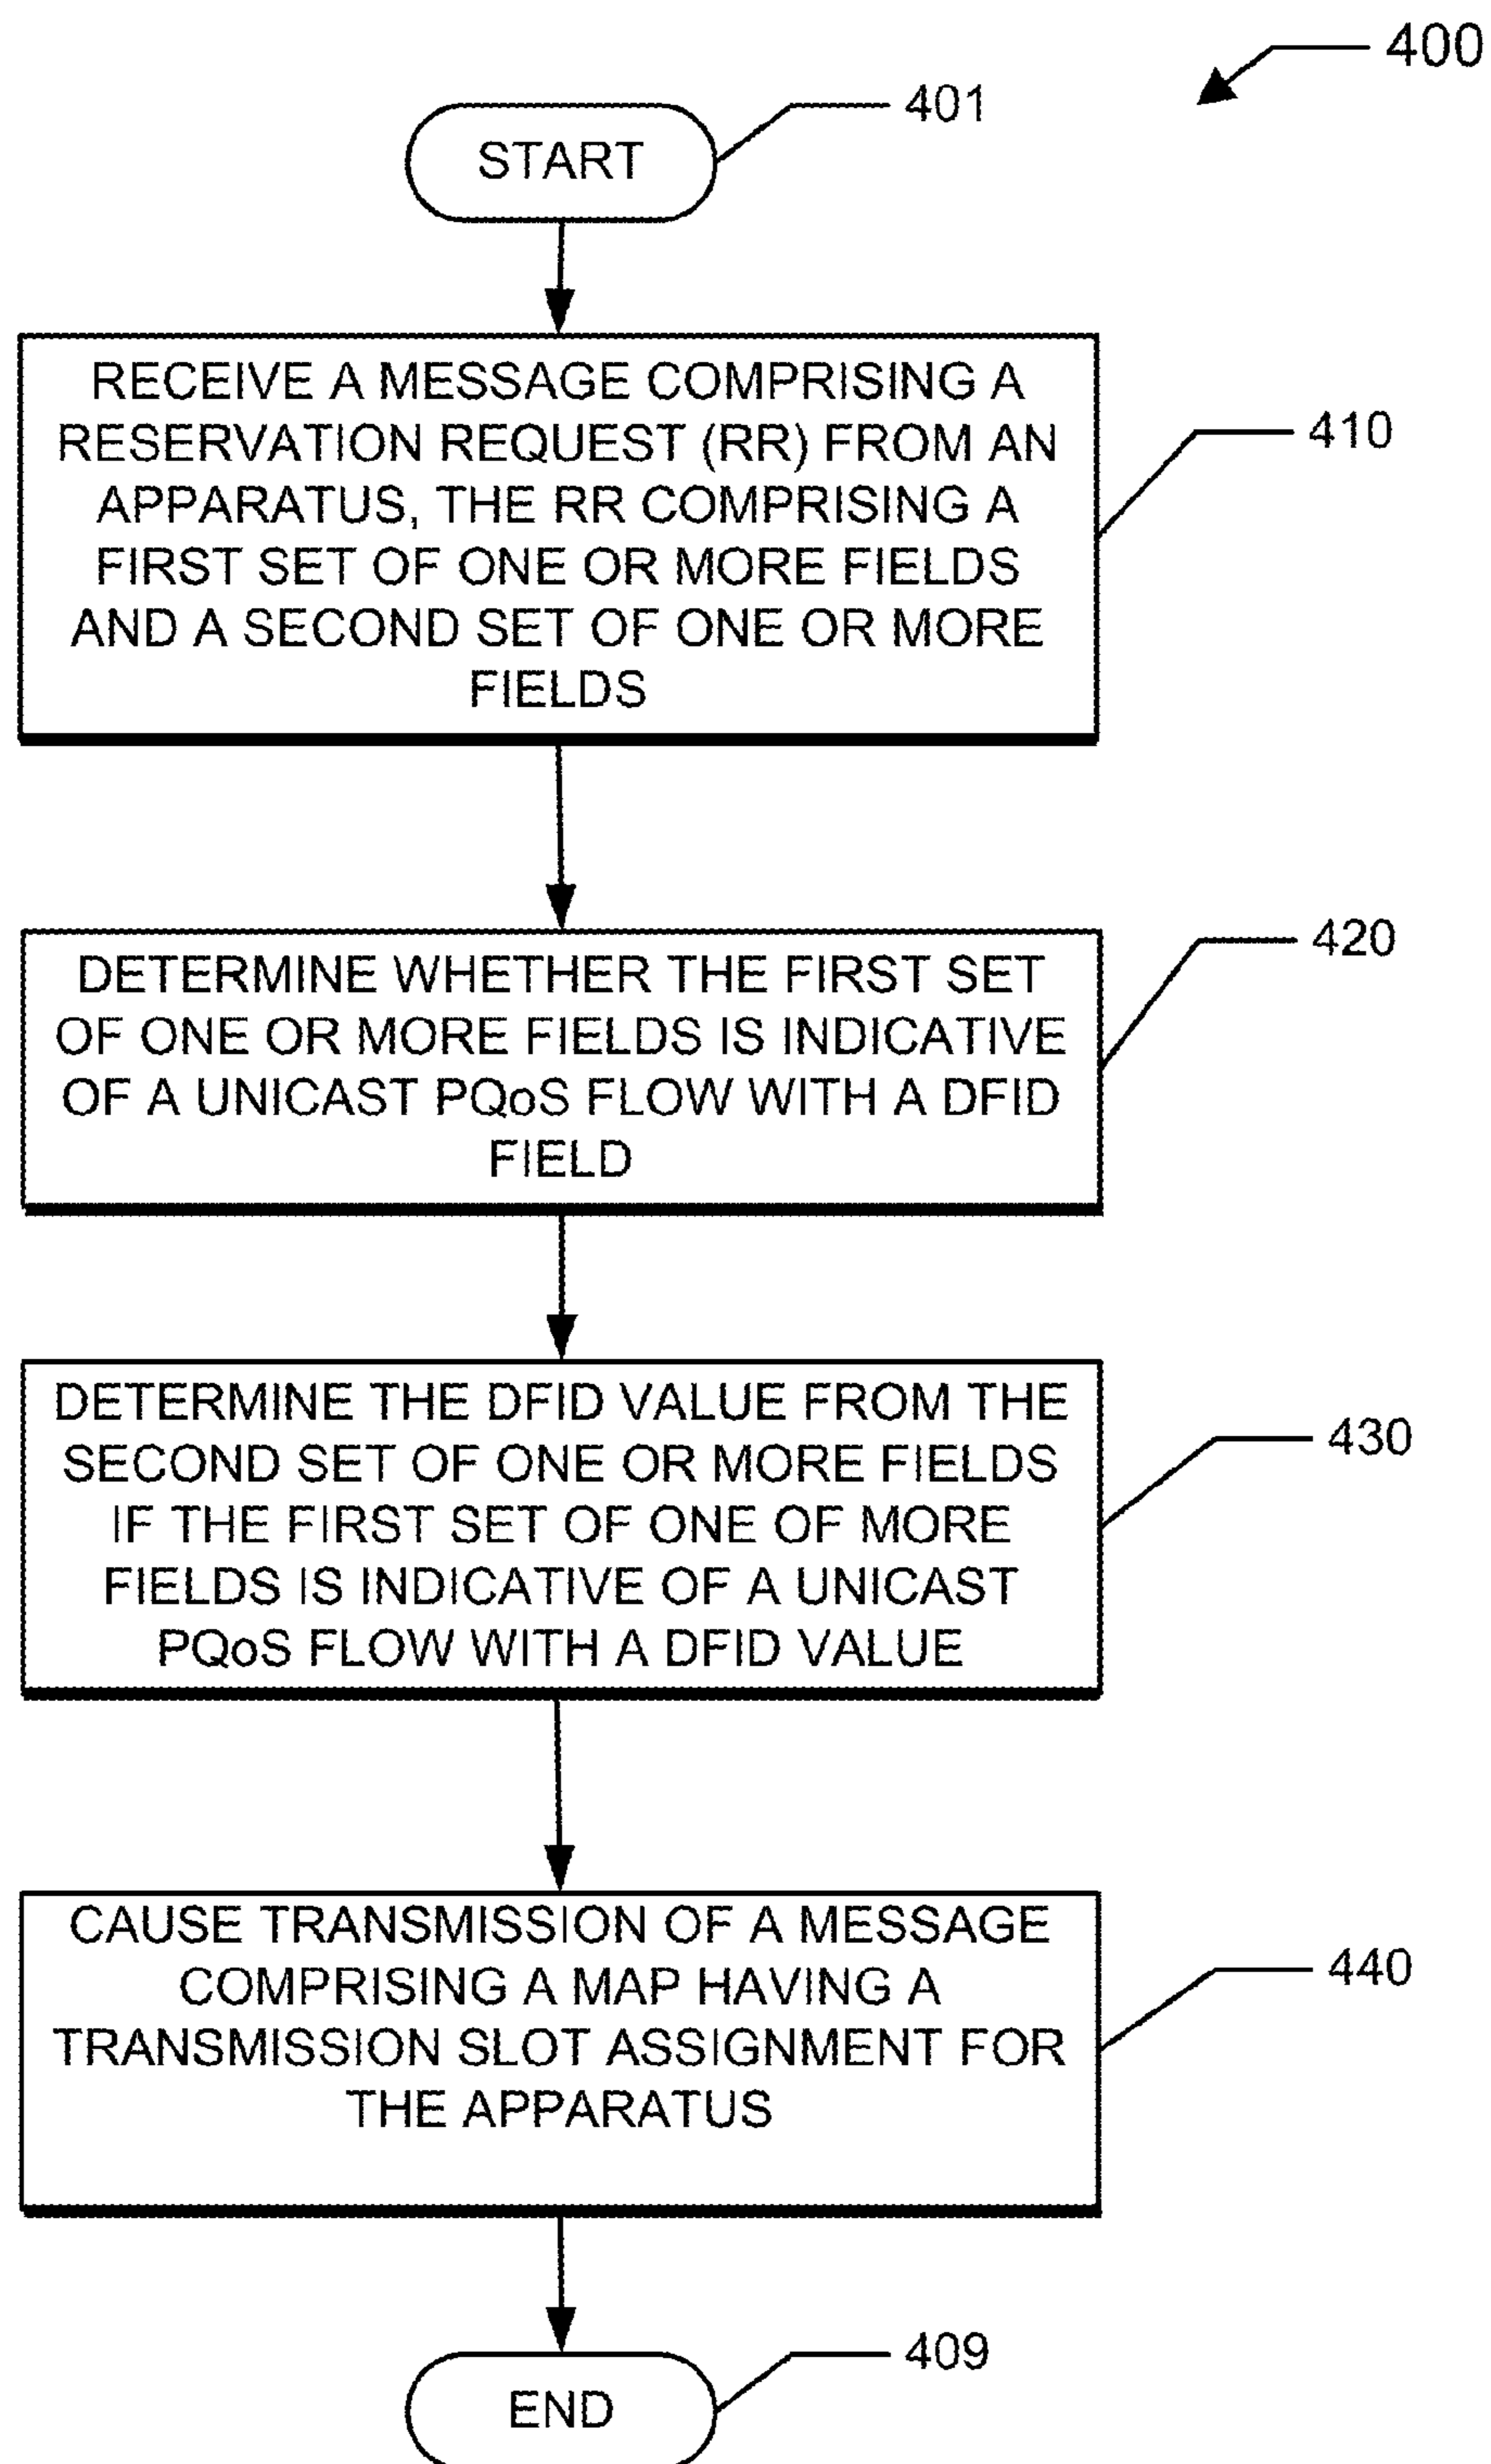 400
401
START
RECEIVE A MESSAGE COMPRISING A
RESERVATION REQUEST (RR) FROM AN
APPARATUS, THE RR COMPRISING A
FIRST SET OF ONE OR MORE FIELDS
AND A SECOND SET OF ONE OR MORE
FIELDS
410
DETERMINE WHETHER THE FIRST SET
OF ONE OR MORE FIELDS IS INDICATIVE
OF A UNICAST PQoS FLOW WITH A DFID
FIELD
420
DETERMINE THE DFID VALUE FROM THE
SECOND SET OF ONE OR MORE FIELDS
IF THE FIRST SET OF ONE OF MORE
FIELDS IS INDICATIVE OF A UNICAST
PQoS FLOW WITH A DFID VALUE
430
CAUSE TRANSMISSION OF A MESSAGE
COMPRISING A MAP HAVING A
TRANSMISSION SLOT ASSIGNMENT FOR
THE APPARATUS
440
409
END